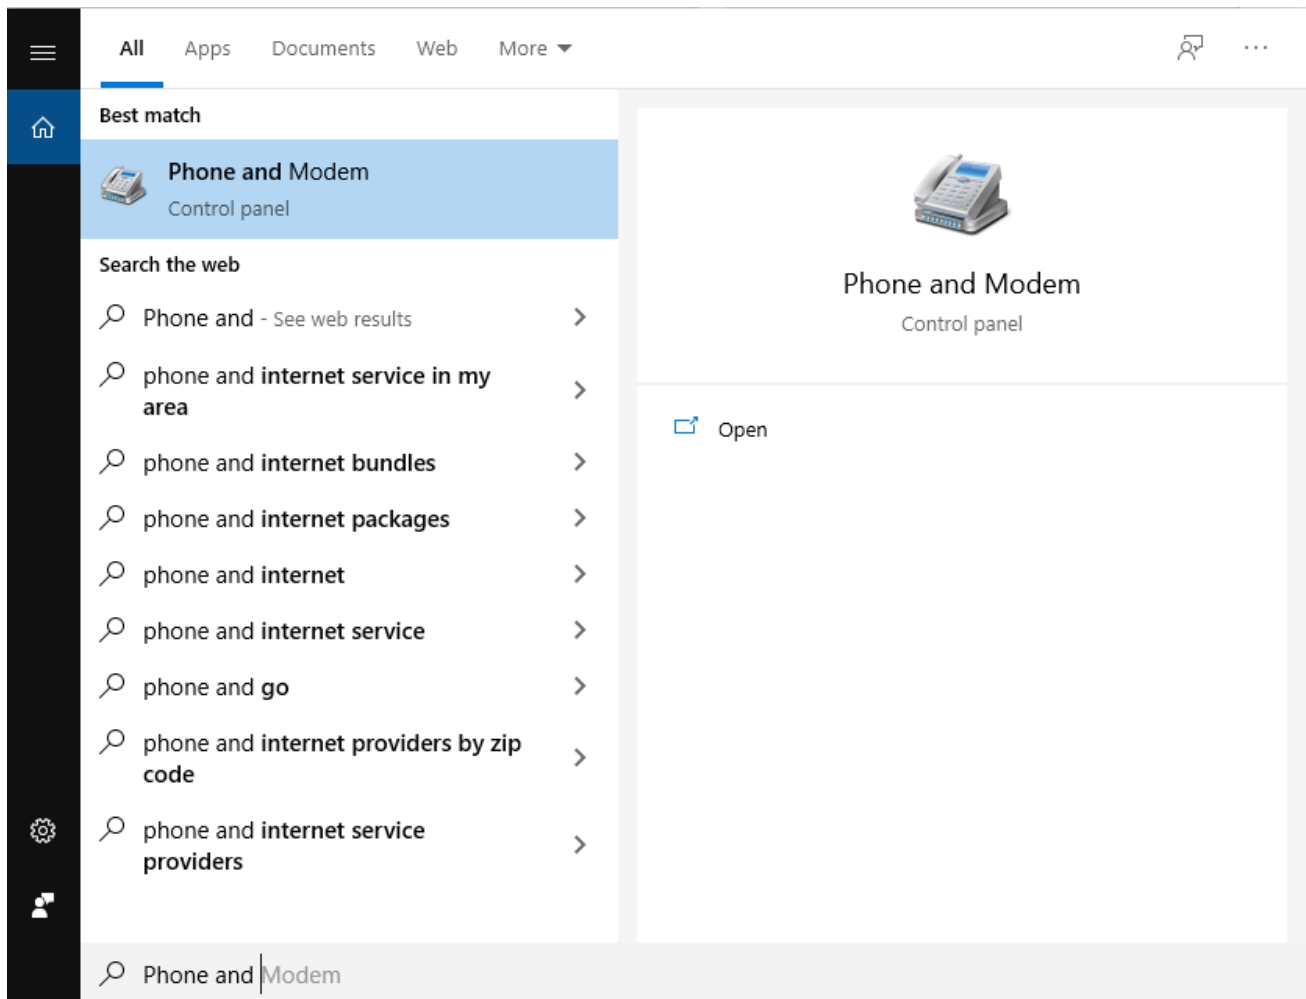 All Apps Documents Web More
Best match
Phone and Modem
Control panel
Search the web
Phone and - See web results
phone and internet service in my
area
phone and internet bundles
phone and internet packages
phone and internet
phone and internet service
phone and go
phone and internet providers by zip
code
phone and internet service
providers
Phone and Modem
Phone and Modem
Control panel
Open